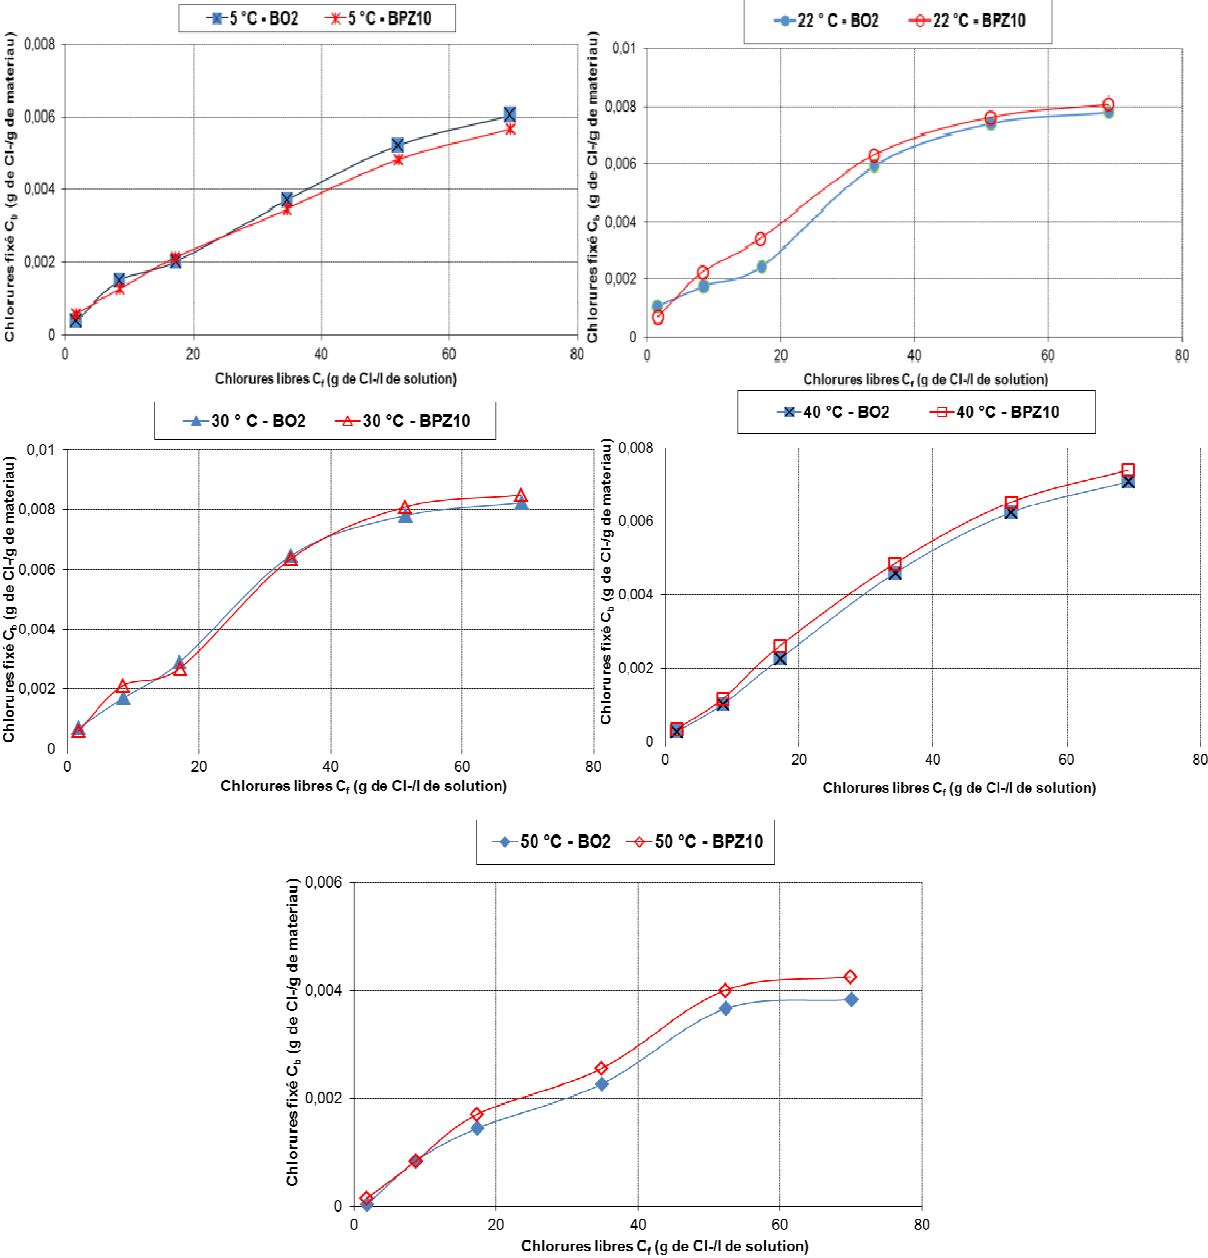 5 °C - BO2 5 °C - BPZ10
Chlorures fixé Cb (g de Cl-/g de materiau)
0,008
0,006
0,004
0,002
0
0 20 40 60 80
Chlorures libres Cf (g de Cl-/l de solution)
22 ° C - BO2 22 °C - BPZ10
Chlorures fixé Cb (g de Cl-/g de materiau)
0,01
0,008
0,006
0,004
0,002
0
0 20 40 60 80
Chlorures libres Cf (g de Cl-/l de solution)
30 ° C - BO2 30 °C - BPZ10
Chlorures fixé Cb (g de Cl-/g de materiau)
0,01
0,008
0,006
0,004
0,002
0
0 20 40 60 80
Chlorures libres Cf (g de Cl-/l de solution)
40 °C - BO2 40 °C - BPZ10
Chlorures fixé Cb (g de Cl-/g de materiau)
0,008
0,006
0,004
0,002
0
0 20 40 60 80
Chlorures libres Cf (g de Cl-/l de solution)
50 °C - BO2 50 °C - BPZ10
Chlorures fixé Cb (g de Cl-/g de materiau)
0,006
0,004
0,002
0
0 20 40 60 80
Chlorures libres Cf (g de Cl-/l de solution)